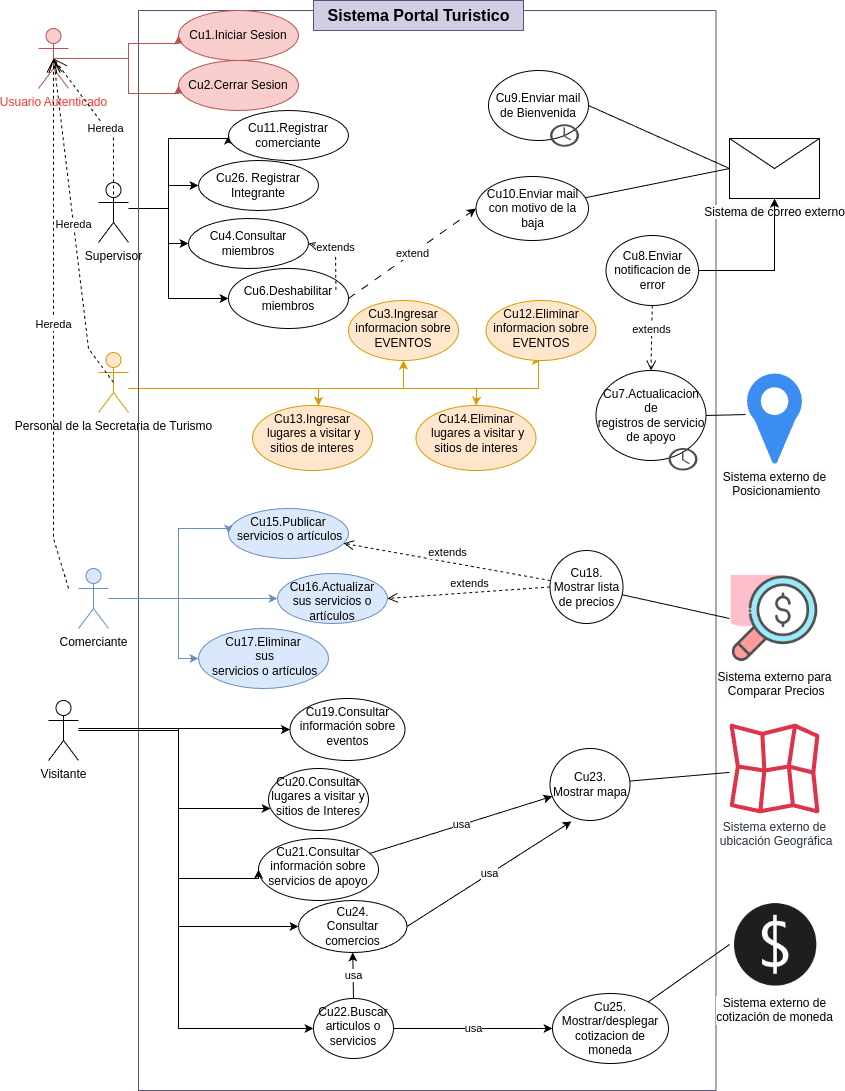 Sistema Portal Turistico
Cu1.Iniciar Sesion
Usuario Autenticado
Cu2.Cerrar Sesion
Cu9.Enviar mail
de Bienvenida
Hereda
Cu11.Registrar
comerciante
Cu26. Registrar
Integrante
Cu10.Enviar mail
con motivo de la
baja
Sistema de correo externo
Hereda
Supervisor
Cu4.Consultar
miembros
extends
extend
Cu8.Enviar
notificacion de
error
Cu6.Deshabilitar
miembros
Hereda
Cu3.Ingresar
informacion sobre
EVENTOS
Cu12.Eliminar
informacion sobre
EVENTOS
extends
Personal de la Secretaria de Turismo
Cu13.Ingresar
lugares a visitar y
sitios de interes
Cu14.Eliminar
lugares a visitar y
sitios de interes
Cu7.Actualicacion
de
registros de servicio
de apoyo
Sistema externo de
Posicionamiento
Cu15.Publicar
servicios o artículos
extends
Cu16.Actualizar
sus servicios o
artículos
extends
Cu18.
Mostrar lista
de precios
Comerciante
Cu17.Eliminar
sus
servicios o artículos
Sistema externo para
Comparar Precios
Visitante
Cu19.Consultar
información sobre
eventos
Cu20.Consultar
lugares a visitar y
sitios de Interes
Cu23.
Mostrar mapa
Sistema externo de
ubicación Geográfica
usa
Cu21.Consultar
información sobre
servicios de apoyo
usa
Cu24.
Consultar
comercios
usa
Cu22.Buscar
articulos o
servicios
usa
Cu25.
Mostrar/desplegar
cotizacion de
moneda
Sistema externo de
cotización de moneda